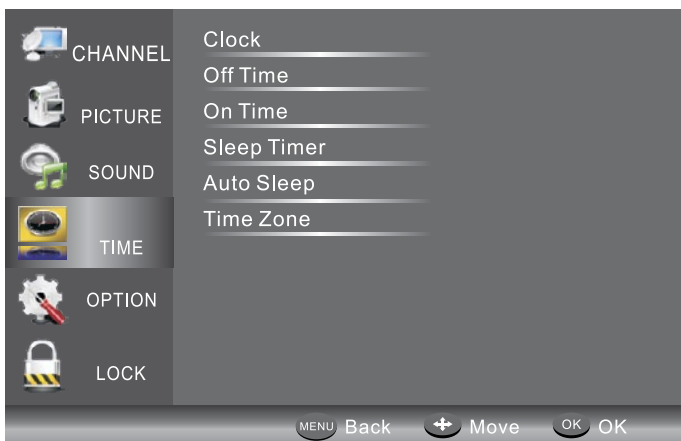 CHANNEL
PICTURE
SOUND
TIME
OPTION
LOCK
Clock
Off Time
On Time
Sleep Timer
Auto Sleep
Time Zone
MENU Back Move OK OK